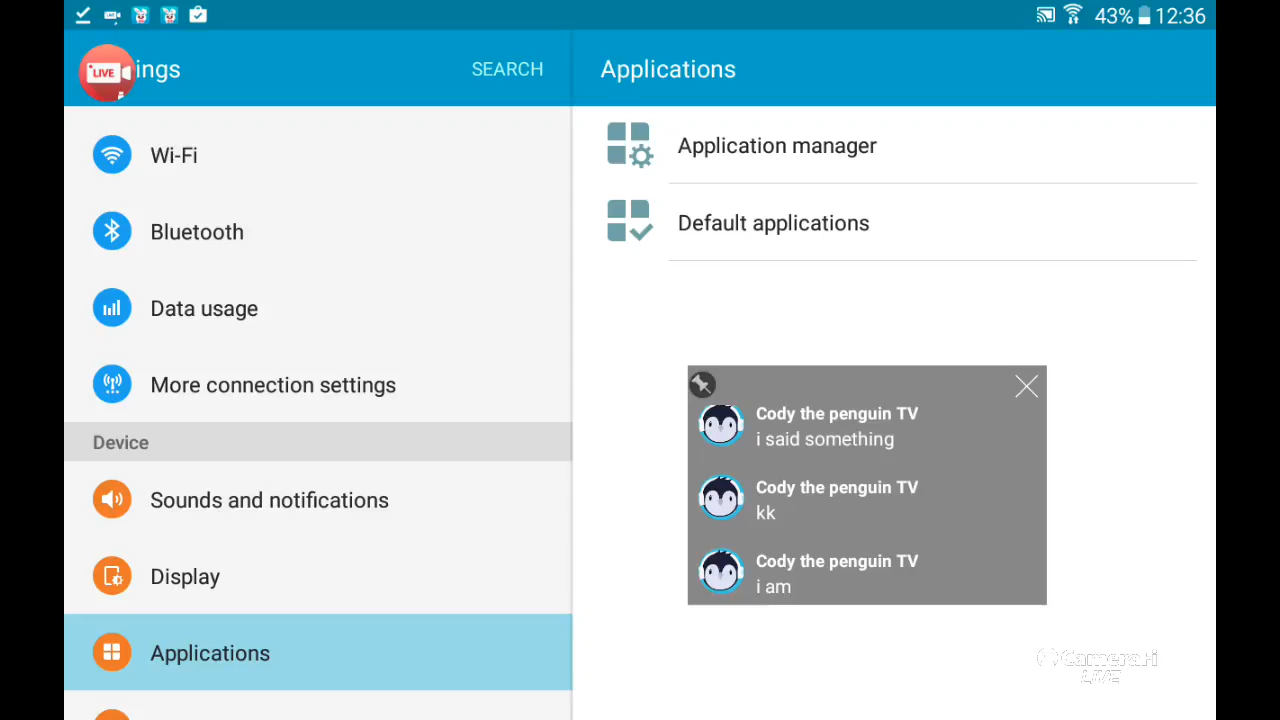 43% 12:36
LIVE
ings
SEARCH
Applications
Wi-Fi
Bluetooth
Data usage
More connection settings
Device
Sounds and notifications
Display
Applications
Application manager
Default applications
Cody the penguin TV
i said something
Cody the penguin TV
kk
Cody the penguin TV
i am
CameraFi
LIVE